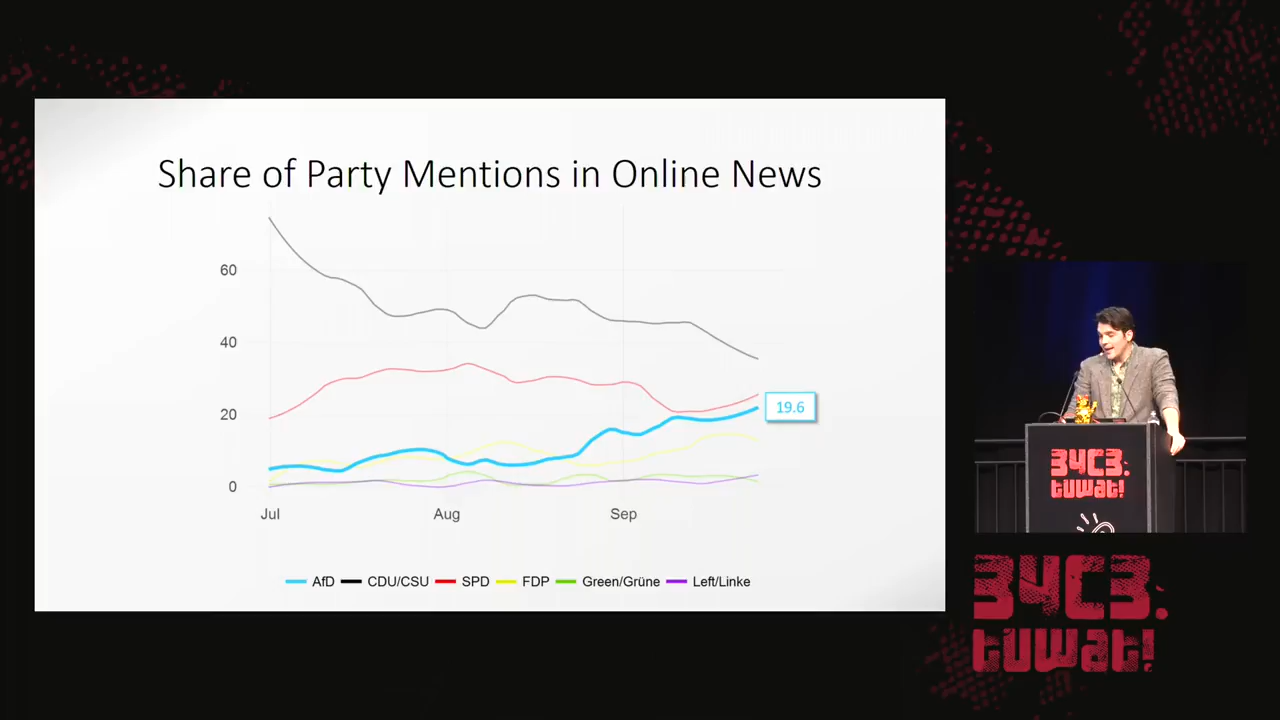 Share of Party Mentions in Online News
60
40
20
0
19.6
Jul Aug Sep
AfD CDU/CSU SPD FDP Green/Grüne Left/Linke
34C3.
tuwat!
34C3.
tuwat!